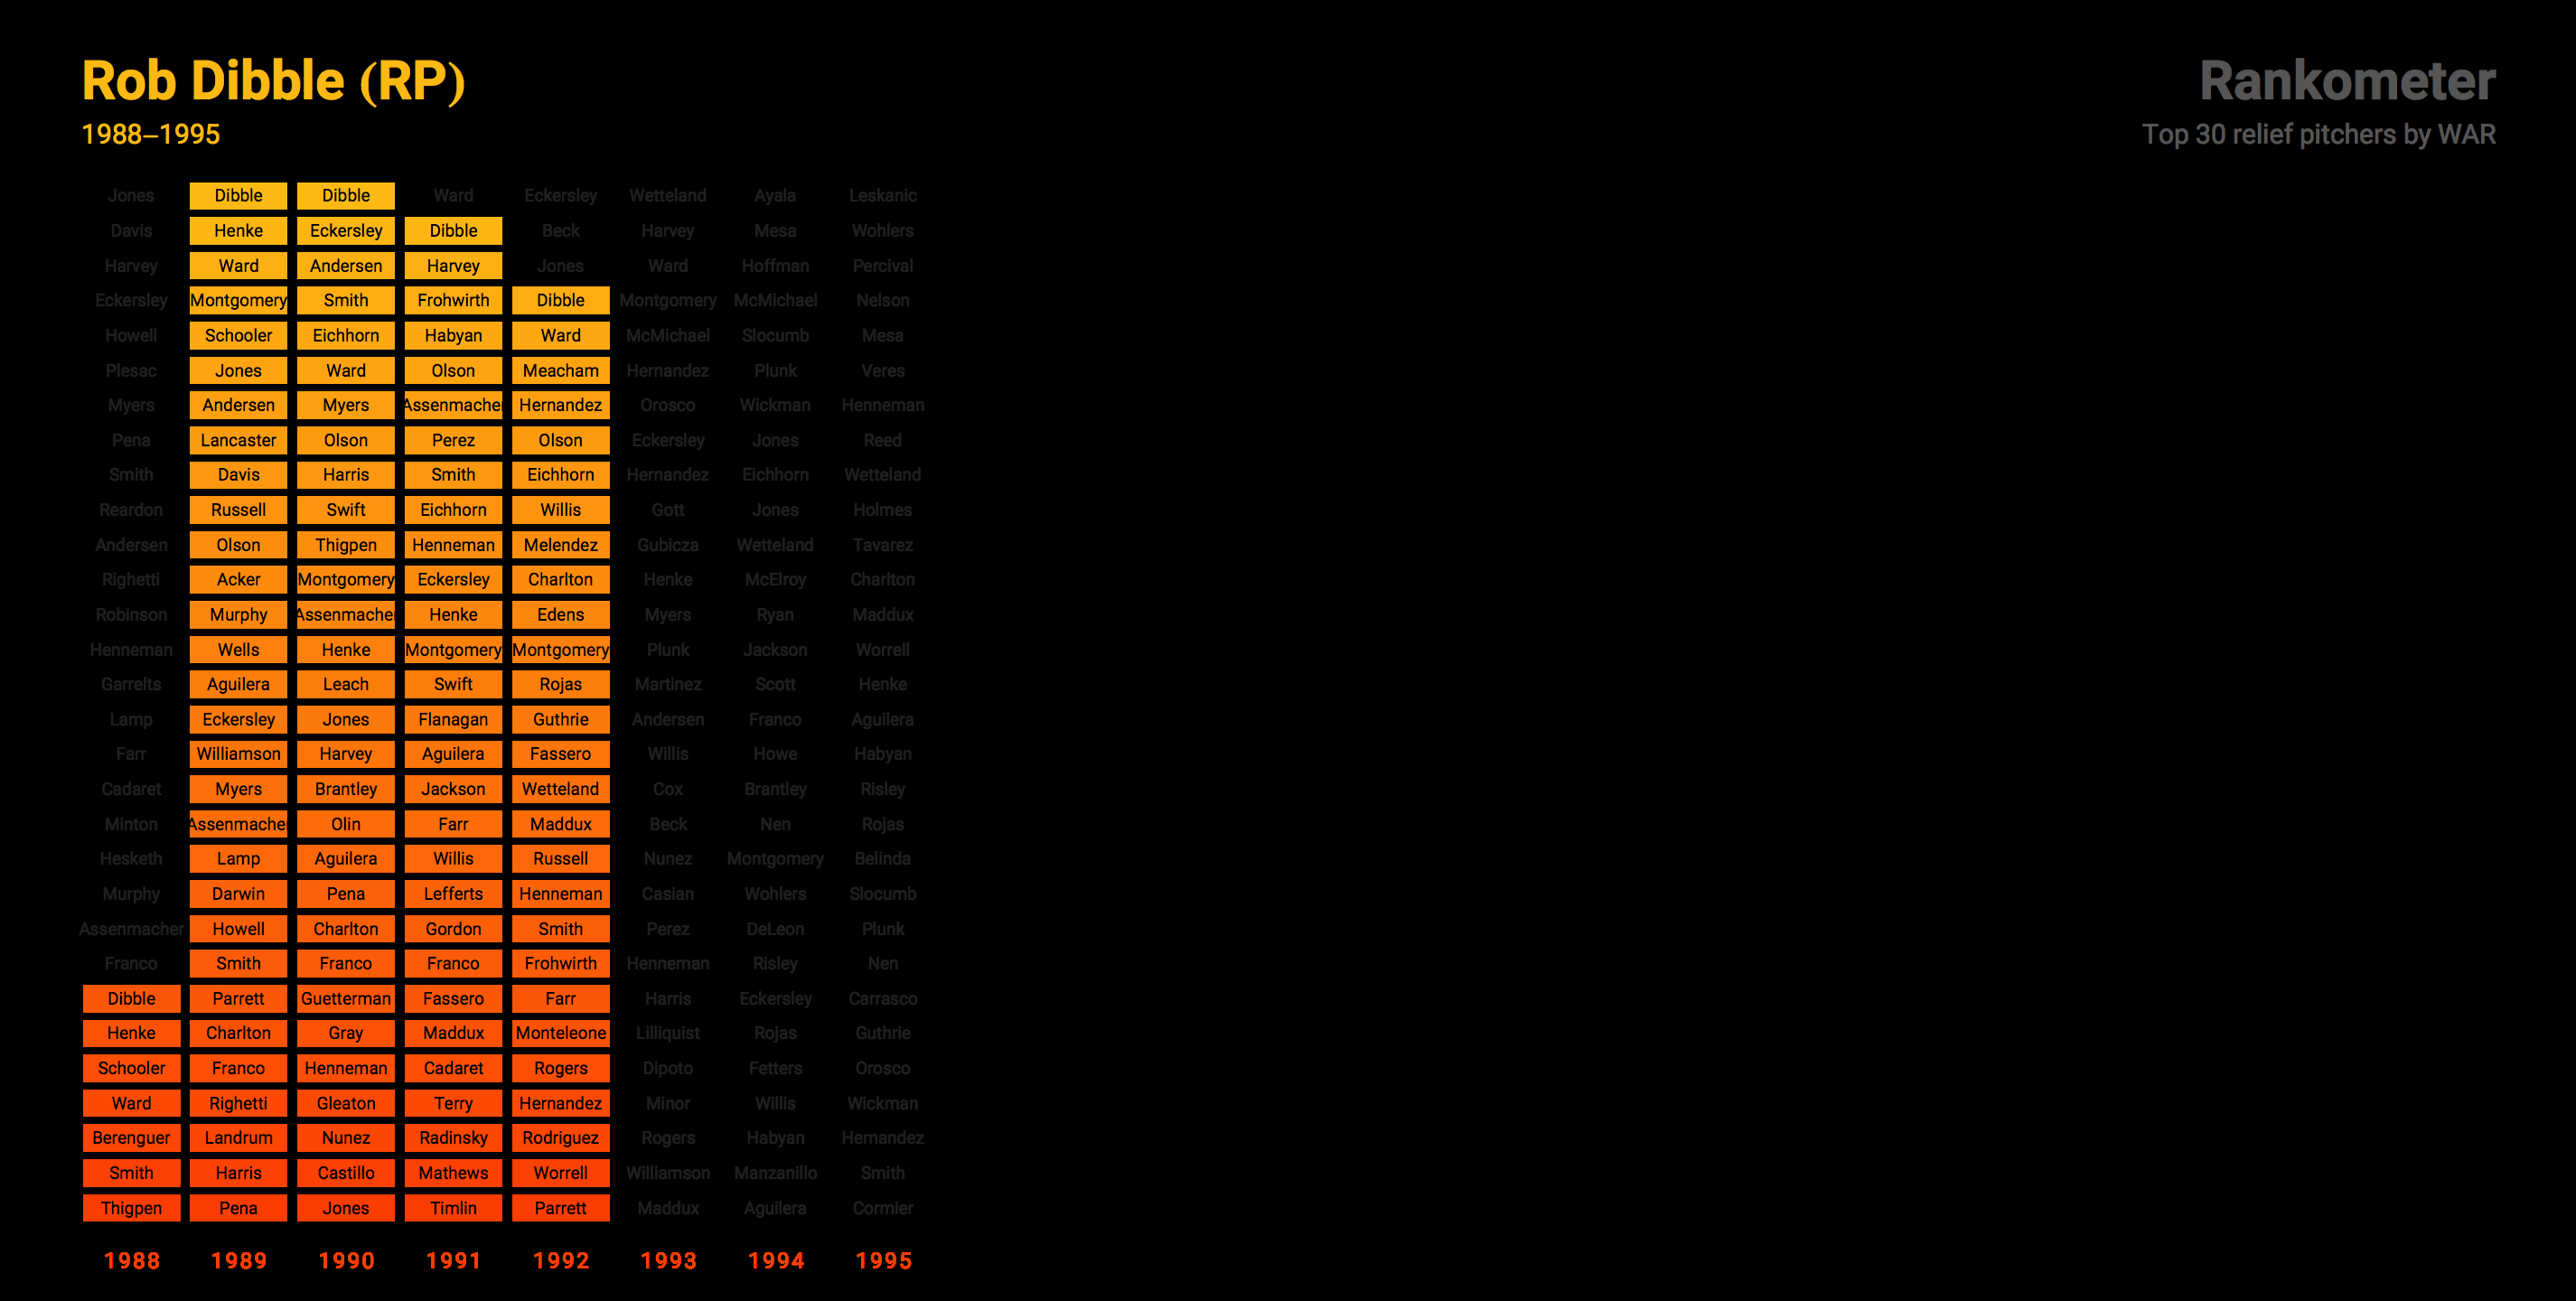 Rob Dibble (RP)
1988–1995
Rankometer
Top 30 relief pitchers by WAR
Jones Dibble Dibble Ward Eckersley Wetteland Ayala Leskanic
Davis Henke Eckersley Dibble Beck Harvey Mesa Wohlers
Harvey Ward Andersen Harvey Jones Ward Hoffman Percival
Eckersley Montgomery Smith Frohwirth Dibble Montgomery McMichael Nelson
Howell Schooler Eichhorn Habyan Ward McMichael Slocumb Mesa
Plesac Jones Ward Olson Meacham Hernandez Plunk Veres
Myers Andersen Myers Assenmache Hernandez Orosco Wickman Henneman
Pena Lancaster Olson Perez Olson Eckersley Jones Reed
Smith Davis Harris Smith Eichhorn Hernandez Eichhorn Wetteland
Reardon Russell Swift Eichhorn Willis Gott Jones Holmes
Andersen Olson Thigpen Henneman Melendez Gubicza Wetteland Tavarez
Righetti Acker Montgomery Eckersley Charlton Henke McElroy Charlton
Robinson Murphy Assenmache Henke Edens Myers Ryan Maddux
Henneman Wells Henke Montgomery Montgomery Plunk Jackson Worrell
Garrelts Aguilera Leach Swift Rojas Martinez Scott Henke
Lamp Eckersley Jones Flanagan Guthrie Andersen Franco Aguilera
Farr Williamson Harvey Aguilera Fassero Willis Howe Habyan
Cadaret Myers Brantley Jackson Wetteland Cox Brantley Risley
Minton Assenmache Olin Farr Maddux Beck Nen Rojas
Hesketh Lamp Aguilera Willis Russell Nunez Montgomery Belinda
Murphy Darwin Pena Lefferts Henneman Casian Wohlers Slocumb
Assenmacher Howell Charlton Gordon Smith Perez DeLeon Plunk
Franco Smith Franco Franco Frohwirth Henneman Risley Nen
Dibble Parrett Guetterman Fassero Farr Harris Eckersley Carrasco
Henke Charlton Gray Maddux Monteleone Lilliquist Rojas Guthrie
Schooler Franco Henneman Cadaret Rogers Dipoto Fetters Orosco
Ward Righetti Gleaton Terry Hernandez Minor Willis Wickman
Berenguer Landrum Nunez Radinsky Rodriguez Rogers Habyan Hernandez
Smith Harris Castillo Mathews Worrell Williamson Manzanillo Smith
Thigpen Pena Jones Timlin Parrett Maddux Aguilera Cormier
1988 1989 1990 1991 1992 1993 1994 1995